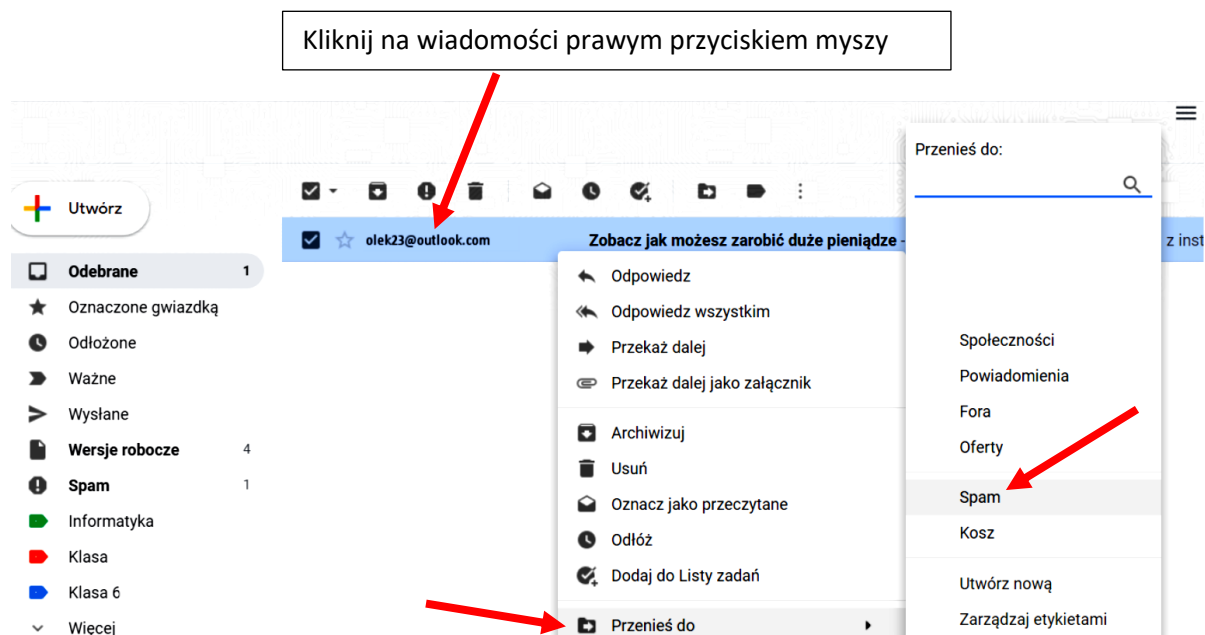 Kliknij na wiadomości prawym przyciskiem myszy
Utwórz
Odebrane 1
Oznaczone gwiazdką
Odłożone
Ważne
Wysłane
Wersje robocze 4
Spam 1
Informatyka
Klasa
Klasa 6
Więcej
olek23@outlook.com Zobacz jak możesz zarobić duże pieniądze - z inst
Odpowiedz
Odpowiedz wszystkim
Przekaż dalej
Przekaż dalej jako załącznik
Archiwizuj
Usuń
Oznacz jako przeczytane
Odłóż
Dodaj do Listy zadań
Przenieś do
Przenieś do:
Społeczności
Powiadomienia
Fora
Oferty
Spam
Kosz
Utwórz nową
Zarządzaj etykietami